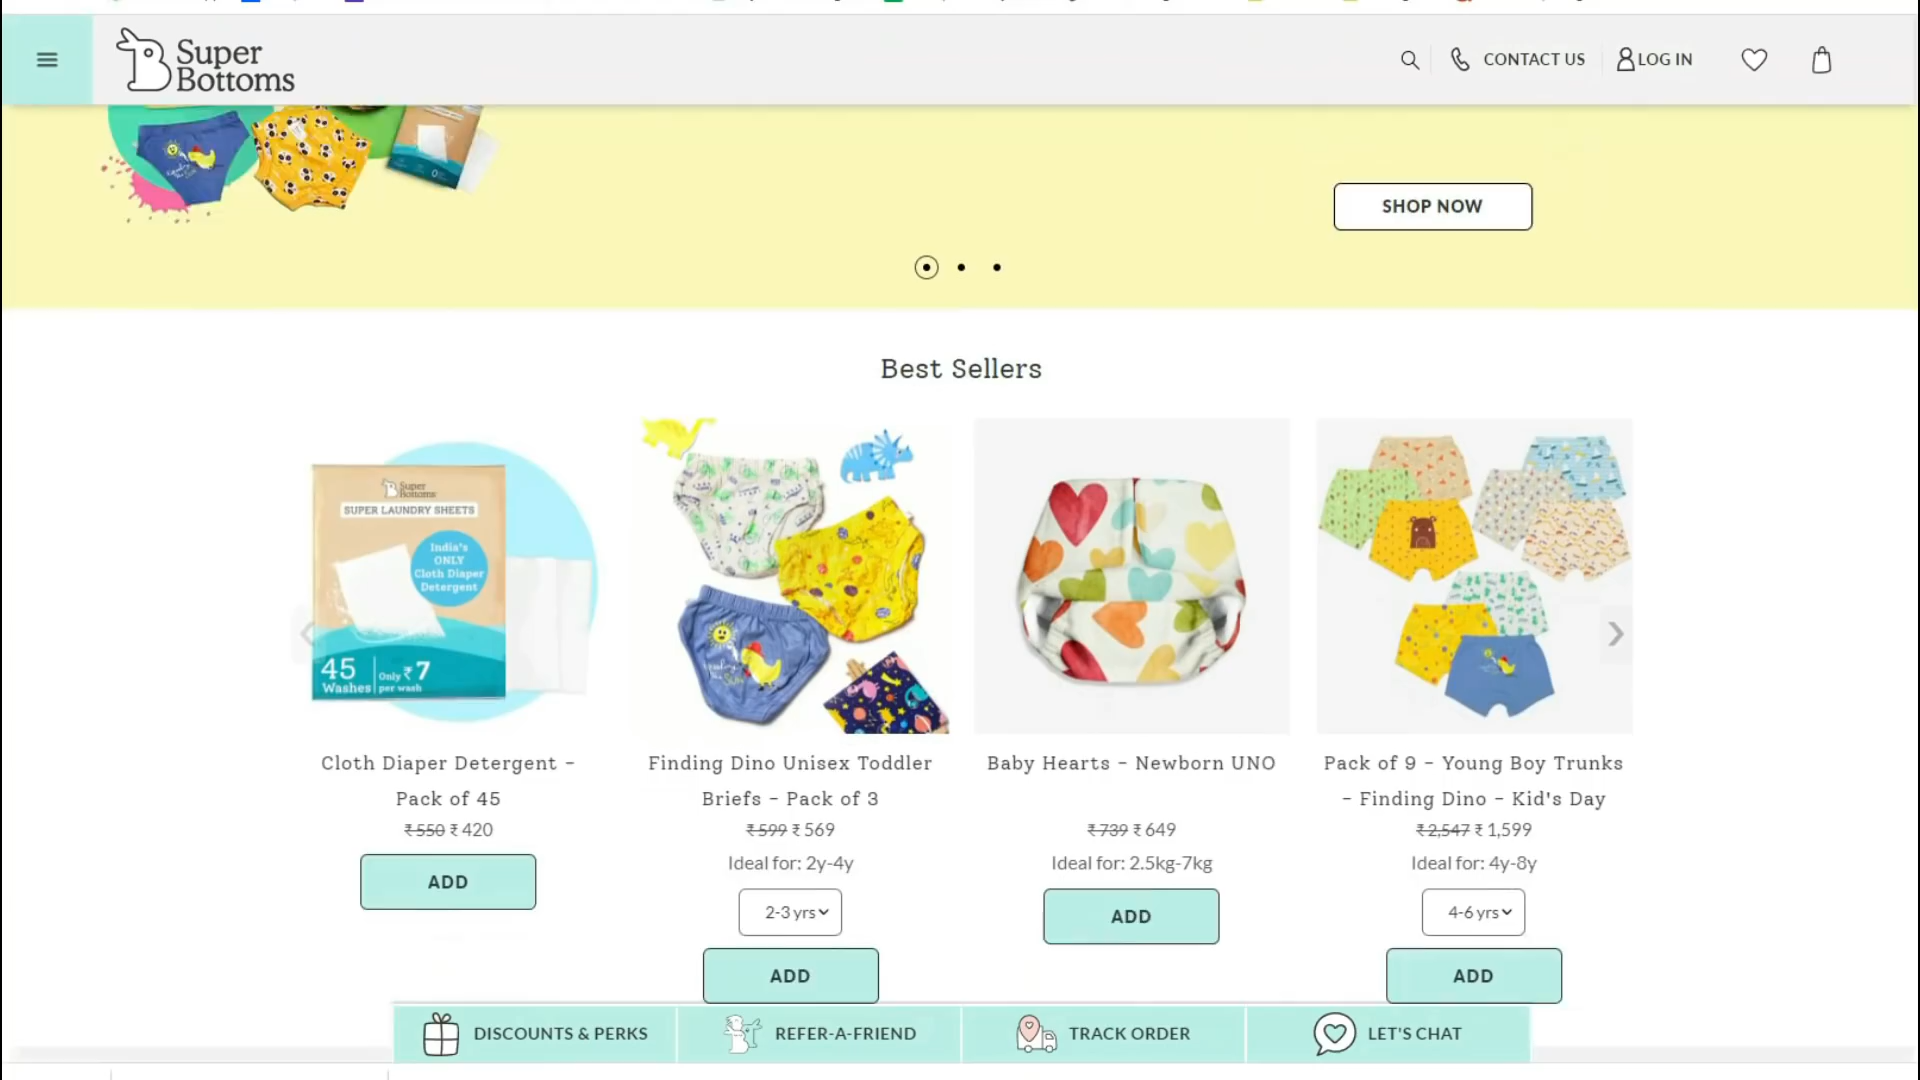 Super
Bottoms
CONTACT US
LOG IN
SHOP NOW
Best Sellers
Super
Bottoms
SUPER LAUNDRY SHEETS
India's
ONLY
Cloth Diaper
Detergent
45
Washes
Only ₹ 7
per wash
Cloth Diaper Detergent -
Pack of 45
₹ 550 ₹ 420
ADD
Finding Dino Unisex Toddler
Briefs - Pack of 3
₹ 599 ₹ 569
Ideal for: 2y-4y
2-3 yrs
ADD
Baby Hearts - Newborn UNO
₹ 739 ₹ 649
Ideal for: 2.5kg-7kg
ADD
Pack of 9 - Young Boy Trunks
- Finding Dino - Kid's Day
₹ 2,547 ₹ 1,599
Ideal for: 4y-8y
4-6 yrs
ADD
DISCOUNTS & PERKS
REFER-A-FRIEND
TRACK ORDER
LET'S CHAT